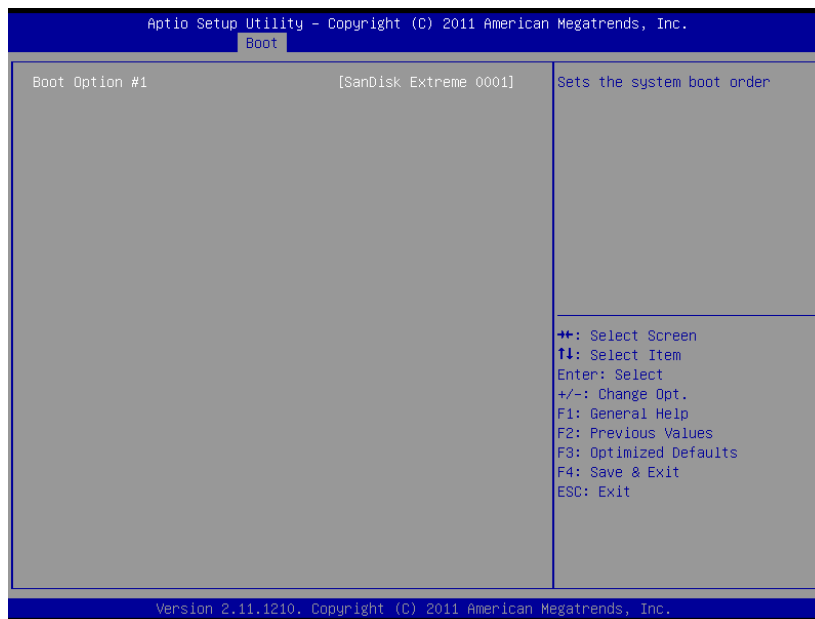 Aptio Setup Utility – Copyright (C) 2011 American Megatrends, Inc.
Boot
Boot Option #1 [SanDisk Extreme 0001]
Sets the system boot order
→←: Select Screen
↑↓: Select Item
Enter: Select
+/-: Change Opt.
F1: General Help
F2: Previous Values
F3: Optimized Defaults
F4: Save & Exit
ESC: Exit
Version 2.11.1210. Copyright (C) 2011 American Megatrends, Inc.